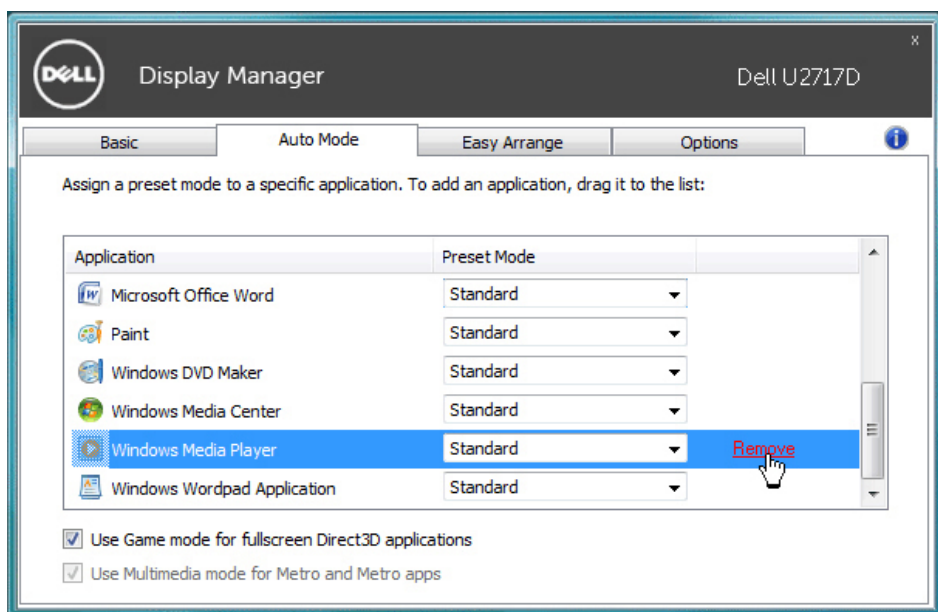 x
DELL
Display Manager
Dell U2717D
Basic
Auto Mode
Easy Arrange
Options
i
Assign a preset mode to a specific application. To add an application, drag it to the list:
Application Preset Mode
Microsoft Office Word Standard
Paint Standard
Windows DVD Maker Standard
Windows Media Center Standard
Windows Media Player Standard Remove
Windows Wordpad Application Standard
Use Game mode for fullscreen Direct3D applications
Use Multimedia mode for Metro and Metro apps